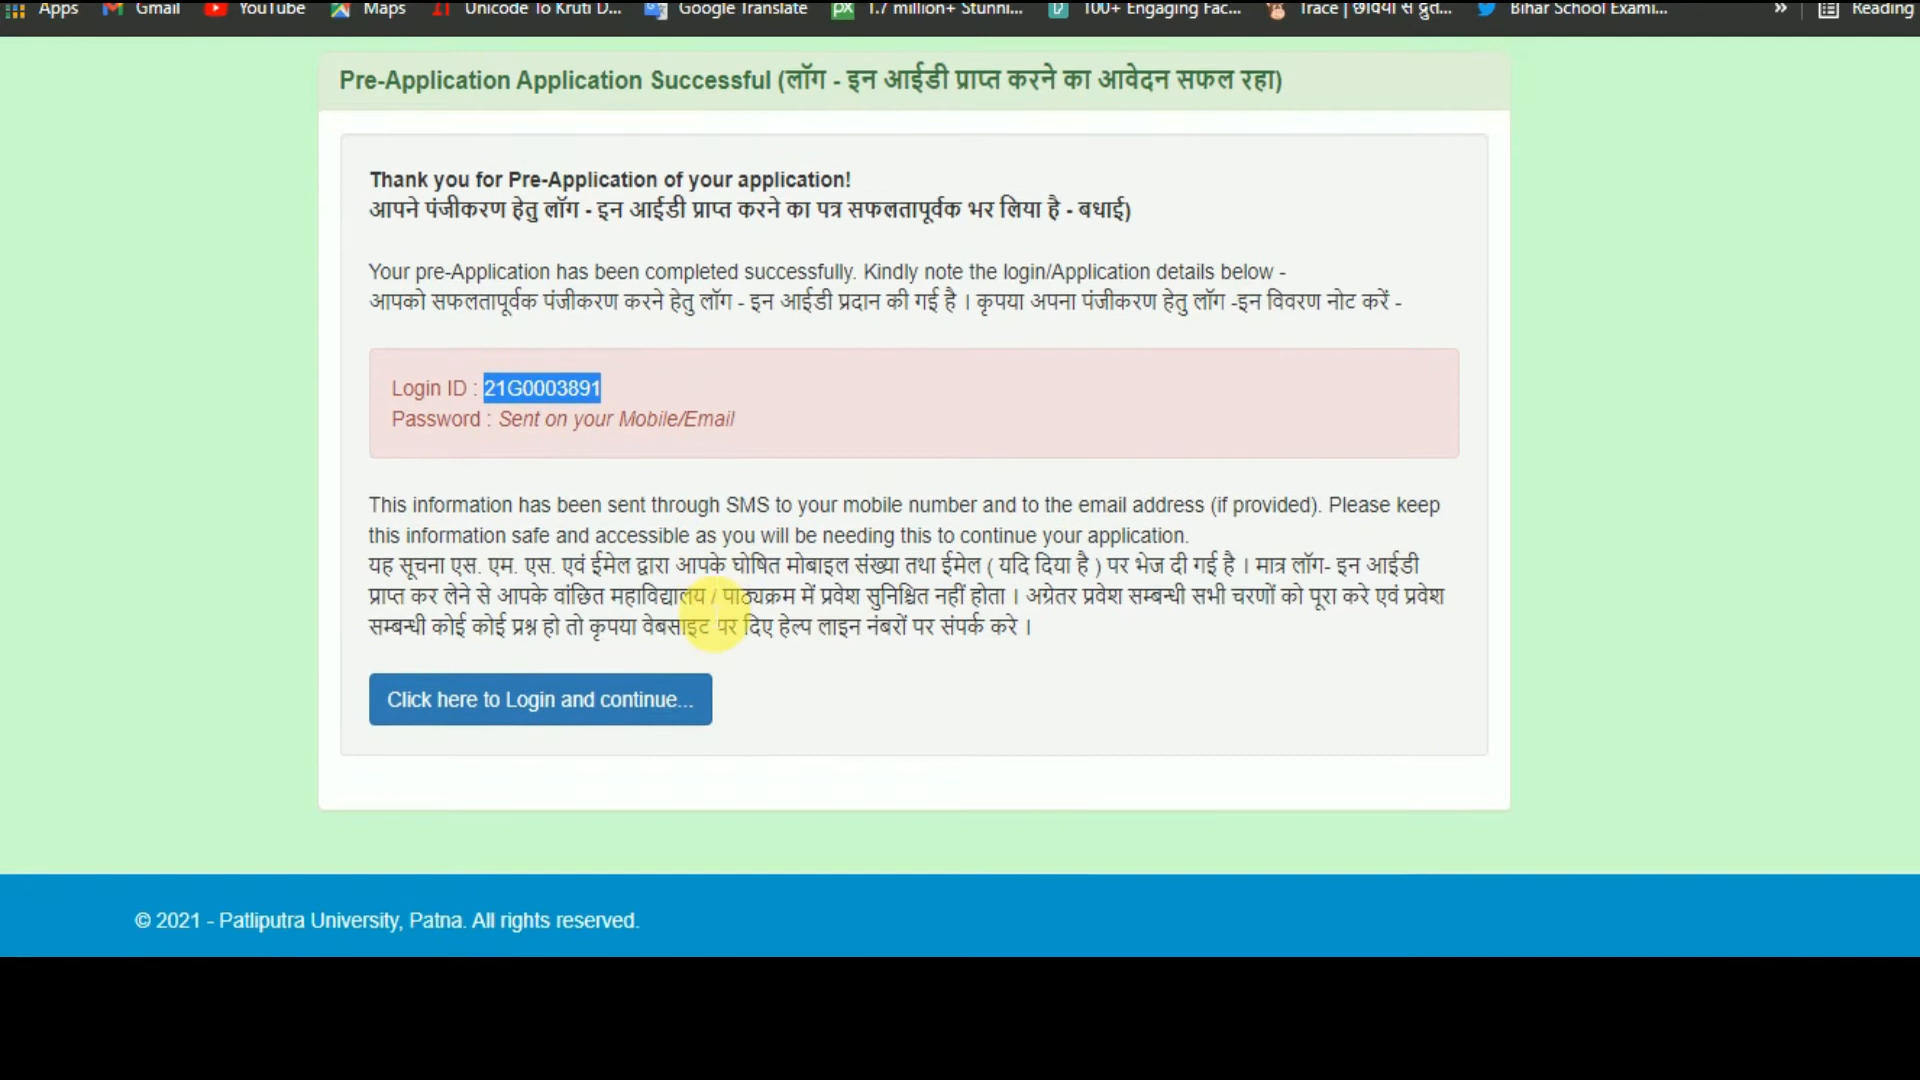 Apps Gmail YouTube Maps Unicode To Kruti D... Google Translate 1.7 million+ Stunni... 100+ Engaging Fac... Trace | छवियों से द्रुत... Bihar School Exami... » Reading
Pre-Application Application Successful (लॉग - इन आईडी प्राप्त करने का आवेदन सफल रहा)
Thank you for Pre-Application of your application!
आपने पंजीकरण हेतु लॉग - इन आईडी प्राप्त करने का पत्र सफलतापूर्वक भर लिया है - बधाई)
Your pre-Application has been completed successfully. Kindly note the login/Application details below -
आपको सफलतापूर्वक पंजीकरण करने हेतु लॉग - इन आईडी प्रदान की गई है । कृपया अपना पंजीकरण हेतु लॉग -इन विवरण नोट करें -
Login ID : 21G0003891
Password : Sent on your Mobile/Email
This information has been sent through SMS to your mobile number and to the email address (if provided). Please keep
this information safe and accessible as you will be needing this to continue your application.
यह सूचना एस. एम. एस. एवं ईमेल द्वारा आपके घोषित मोबाइल संख्या तथा ईमेल ( यदि दिया है ) पर भेज दी गई है । मात्र लॉग- इन आईडी
प्राप्त कर लेने से आपके वांछित महाविद्यालय / पाठ्यक्रम में प्रवेश सुनिश्चित नहीं होता । अग्रेतर प्रवेश सम्बन्धी सभी चरणों को पूरा करे एवं प्रवेश
सम्बन्धी कोई कोई प्रश्न हो तो कृपया वेबसाइट पर दिए हेल्प लाइन नंबरों पर संपर्क करे ।
Click here to Login and continue...
© 2021 - Patliputra University, Patna. All rights reserved.